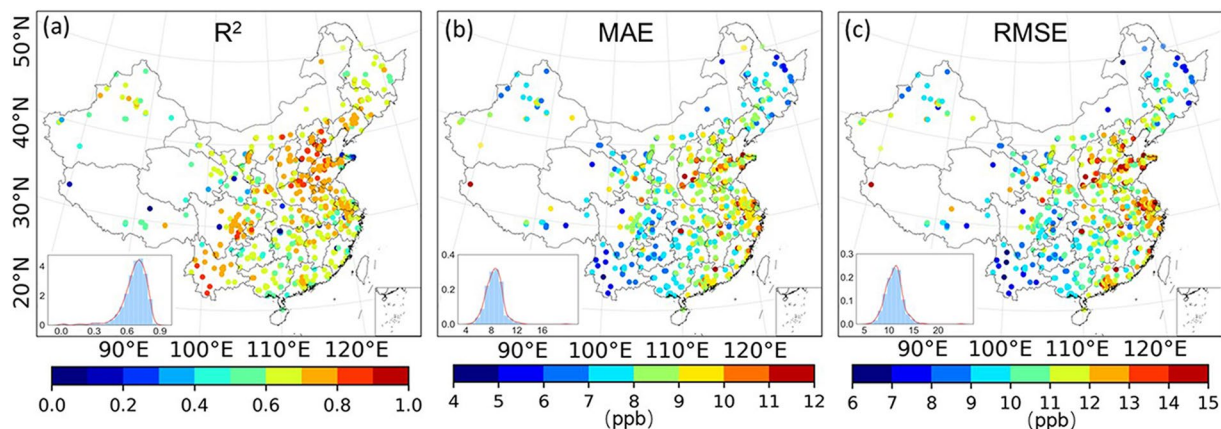 (a) R²
(b) MAE
(c) RMSE
50°N
40°N
30°N
20°N
4
2
0
0.0 0.3 0.6 0.9
0.4
0.2
0.0
4 8 12 16
0.3
0.2
0.1
0.0
5 10 15 20
90°E 100°E 110°E 120°E
90°E 100°E 110°E 120°E
90°E 100°E 110°E 120°E
0.0 0.2 0.4 0.6 0.8 1.0
4 5 6 7 8 9 10 11 12
(ppb)
6 7 8 9 10 11 12 13 14 15
(ppb)